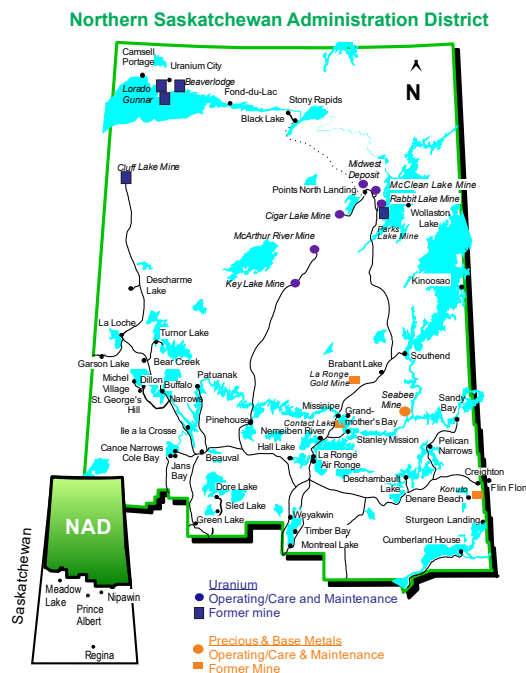 Northern Saskatchewan Administration District
Camsell
Portage
Uranium City
Beaverlodge
Lorado
Gunnar
Fond-du-Lac
Stony Rapids
Black Lake
N
Midwest
Deposit
Cluff Lake Mine
McClean Lake Mine
Points North Landing
Rabbit Lake Mine
Cigar Lake Mine
Wollaston
Lake
Parks
Lake Mine
McArthur River Mine
Key Lake Mine
Descharme
Lake
Kinoosao
La Loche
Turnor Lake
Garson Lake
Bear Creek
Southend
Brabant Lake
La Ronge
Gold Mine
Michel
Village
Dillon
Buffalo
Narrows
Patuanak
St. George's
Hill
Seabee
Mine
Sandy
Bay
Missinipe
Grand-
mother's Bay
Pinehouse
Contact Lake
Nemeiben River
Stanley Mission
Ile a la Crosse
Pelican
Narrows
Canoe Narrows
Cole Bay
Beauval
Hall Lake
La Ronge
Air Ronge
Jans
Bay
Deschambault
Lake
Creighton
Flin Flon
Konuto
Denare Beach
Dore Lake
Sled Lake
Green Lake
Weyakwin
Timber Bay
Montreal Lake
Sturgeon Landing
Cumberland House
NAD
Saskatchewan
Meadow
Lake
Nipawin
Prince
Albert
Regina
Uranium
Operating/Care and Maintenance
Former mine
Precious & Base Metals
Operating/Care & Maintenance
Former Mine